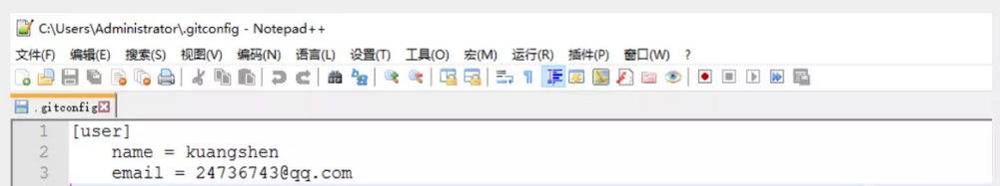 C:\Users\Administrator\.gitconfig - Notepad++
文件(F) 编辑(E) 搜索(S) 视图(V) 编码(N) 语言(L) 设置(T) 工具(O) 宏(M) 运行(R) 插件(P) 窗口(W) ?
.gitconfig
1 [user]
2 name = kuangshen
3 email = 24736743@qq.com